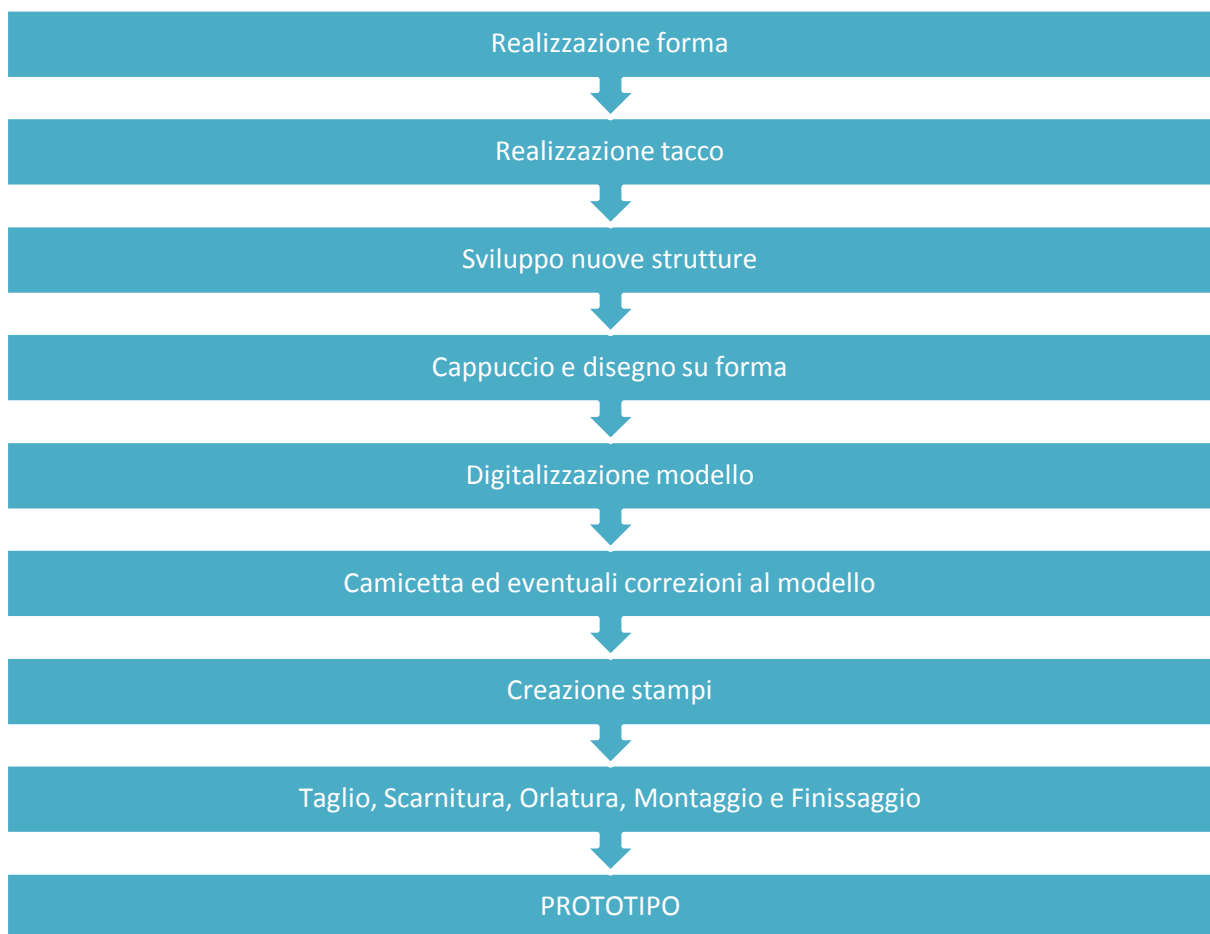 Realizzazione forma
Realizzazione tacco
Sviluppo nuove strutture
Cappuccio e disegno su forma
Digitalizzazione modello
Camicetta ed eventuali correzioni al modello
Creazione stampi
Taglio, Scarnitura, Orlatura, Montaggio e Finissaggio
PROTOTIPO